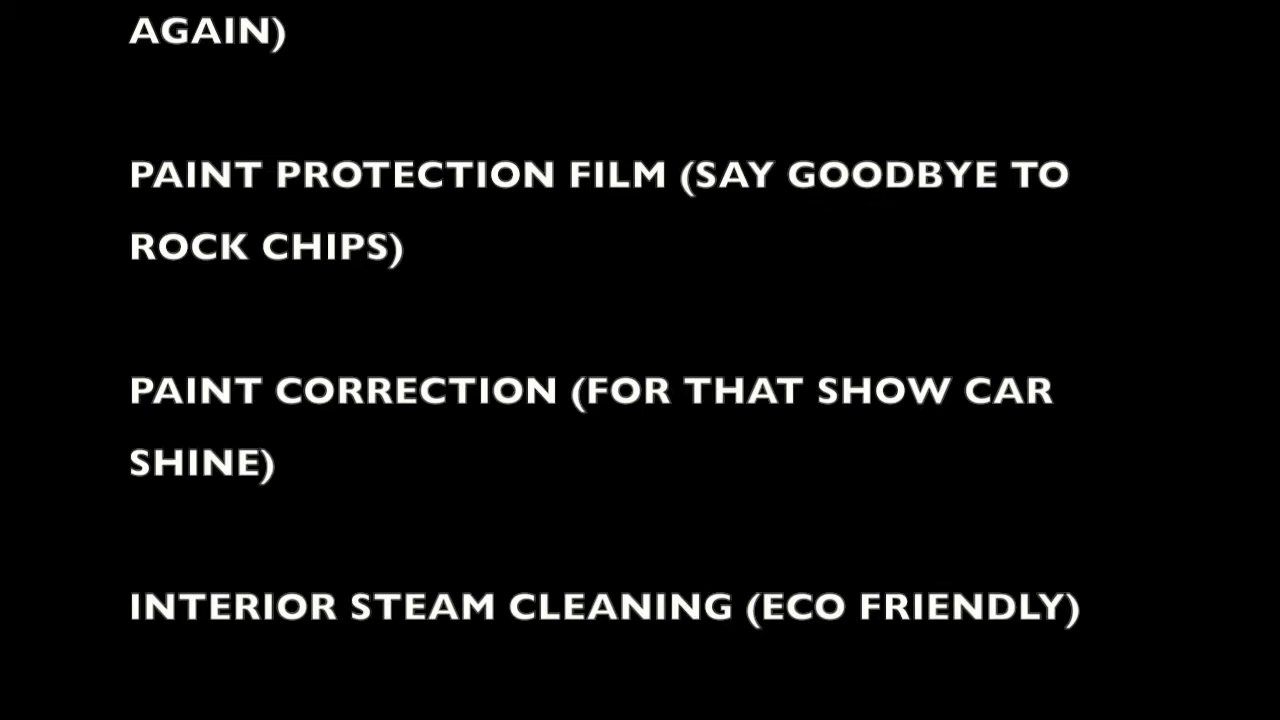 AGAIN)
PAINT PROTECTION FILM (SAY GOODBYE TO
ROCK CHIPS)
PAINT CORRECTION (FOR THAT SHOW CAR
SHINE)
INTERIOR STEAM CLEANING (ECO FRIENDLY)